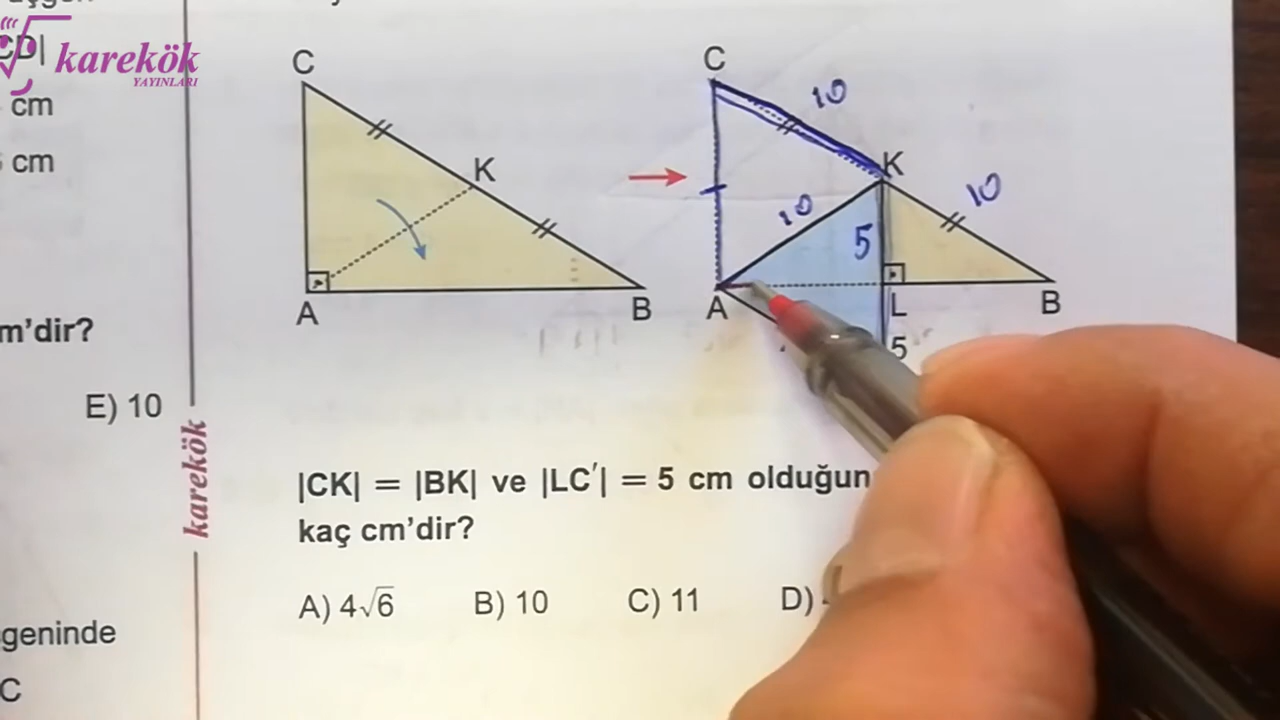 karekök
YAYINLARI
CD|
cm
cm
m'dir?
E) 10
karekök
geninde
C
C
K
A
B
C
10
K
10
10
5
A
L
B
5
|CK| = |BK| ve |LC'| = 5 cm olduğun
kaç cm'dir?
A) 4√6 B) 10 C) 11 D)